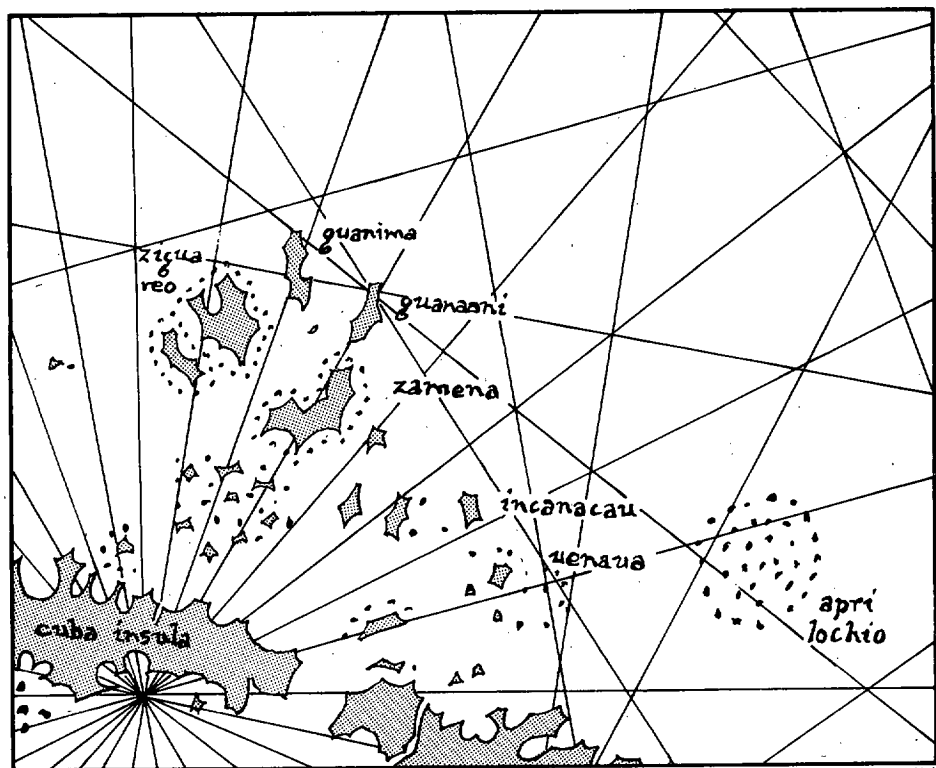 guanima
zigua
reo
guanaani
zamena
incanacau
uenaua
apri
lochio
cuba insula